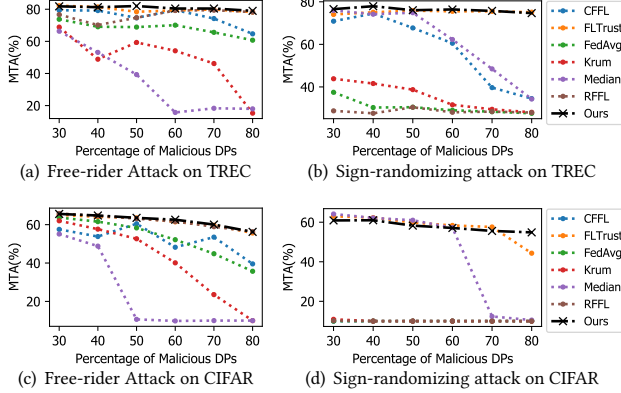 80
60
40
20
MTA(%)
30 40 50 60 70 80
Percentage of Malicious DPs
(a) Free-rider Attack on TREC
80
60
40
MTA(%)
30 40 50 60 70 80
Percentage of Malicious DPs
(b) Sign-randomizing attack on TREC
CFFL
FLTrust
FedAvg
Krum
Median
RFFL
Ours
60
40
20
MTA(%)
30 40 50 60 70 80
Percentage of Malicious DPs
(c) Free-rider Attack on CIFAR
60
40
20
MTA(%)
30 40 50 60 70 80
Percentage of Malicious DPs
(d) Sign-randomizing attack on CIFAR
CFFL
FLTrust
FedAvg
Krum
Median
RFFL
Ours